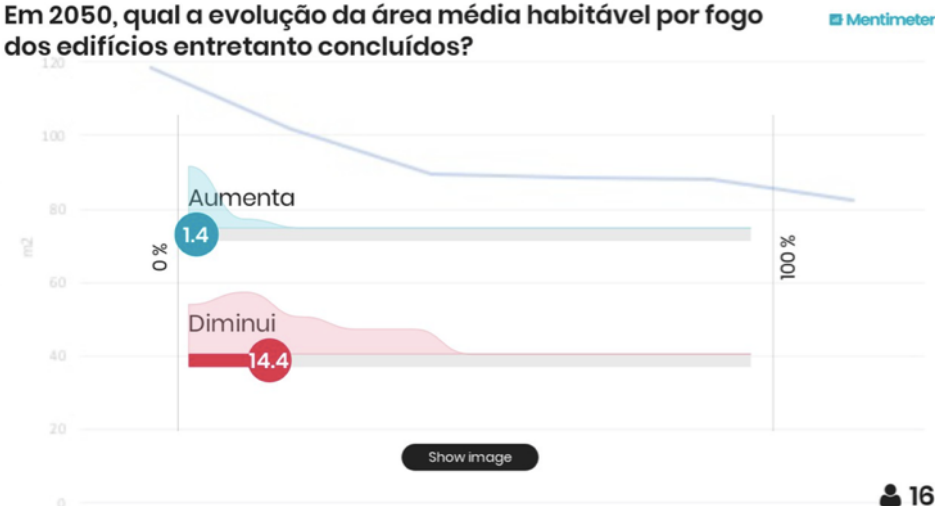 Em 2050, qual a evolução da área média habitável por fogo
dos edifícios entretanto concluídos?
Mentimeter
120
100
80
60
40
20
0
m2
0 %
100 %
Aumenta
1.4
Diminui
14.4
Show image
16